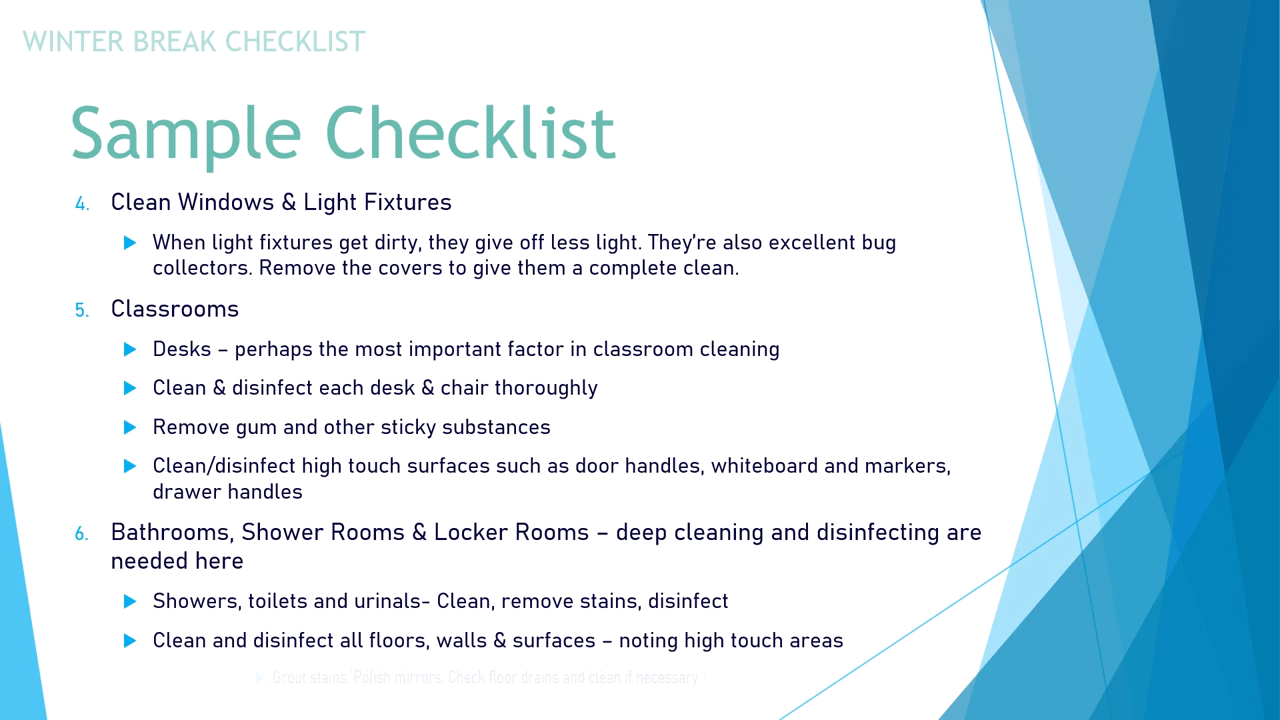 WINTER BREAK CHECKLIST
Sample Checklist
4. Clean Windows & Light Fixtures
When light fixtures get dirty, they give off less light. They're also excellent bug
collectors. Remove the covers to give them a complete clean.
5. Classrooms
Desks – perhaps the most important factor in classroom cleaning
Clean & disinfect each desk & chair thoroughly
Remove gum and other sticky substances
Clean/disinfect high touch surfaces such as door handles, whiteboard and markers,
drawer handles
6. Bathrooms, Shower Rooms & Locker Rooms – deep cleaning and disinfecting are
needed here
Showers, toilets and urinals- Clean, remove stains, disinfect
Clean and disinfect all floors, walls & surfaces – noting high touch areas
Grout stains, Polish mirrors, Check floor drains and clean if necessary